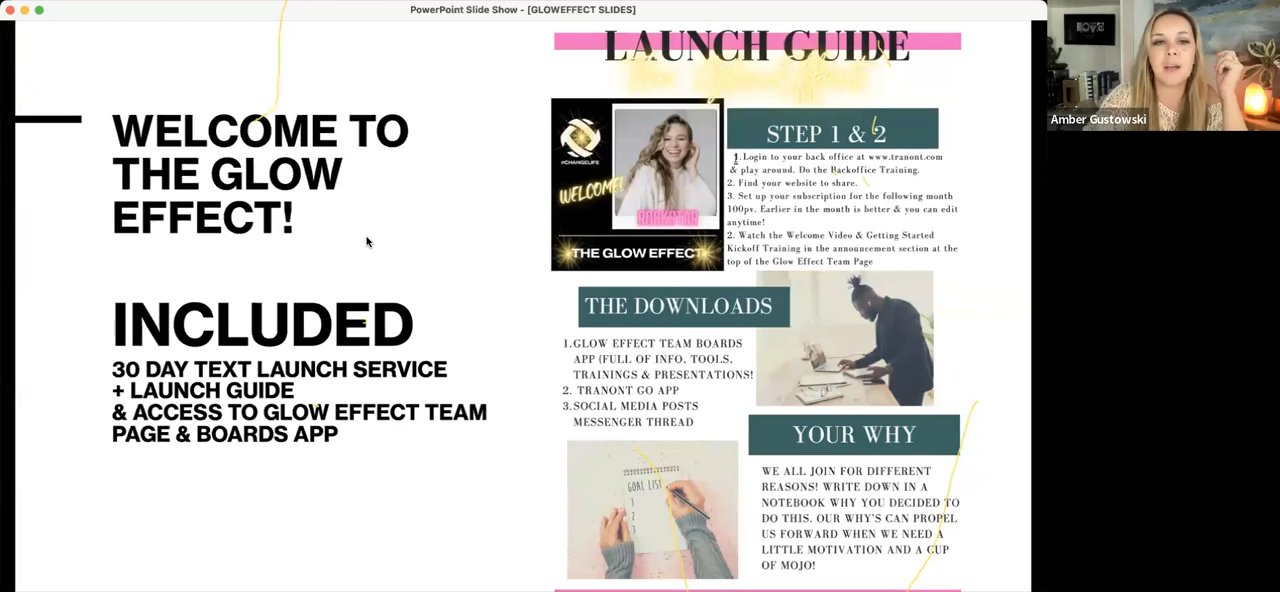 PowerPoint Slide Show - [GLOWEFFECT SLIDES]
WELCOME TO
THE GLOW
EFFECT!
INCLUDED
30 DAY TEXT LAUNCH SERVICE
+ LAUNCH GUIDE
& ACCESS TO GLOW EFFECT TEAM
PAGE & BOARDS APP
LAUNCH GUIDE
#CHANGELIFE
WELCOME!
ROCKSTAR
THE GLOW EFFECT
STEP 1 & 2
1. Login to your back office at www.tranont.com
& play around. Do the Backoffice Training.
2. Find your website to share.
3. Set up your subscription for the following month
100pv. Earlier in the month is better & you can edit
anytime!
2. Watch the Welcome Video & Getting Started
Kickoff Training in the announcement section at the
top of the Glow Effect Team Page
THE DOWNLOADS
1.GLOW EFFECT TEAM BOARDS
APP (FULL OF INFO, TOOLS,
TRAININGS & PRESENTATIONS!
2. TRANONT GO APP
3.SOCIAL MEDIA POSTS
MESSENGER THREAD
GOAL LIST
1
2
3
YOUR WHY
WE ALL JOIN FOR DIFFERENT
REASONS! WRITE DOWN IN A
NOTEBOOK WHY YOU DECIDED TO
DO THIS. OUR WHY'S CAN PROPEL
US FORWARD WHEN WE NEED A
LITTLE MOTIVATION AND A CUP
OF MOJO!
Amber Gustowski